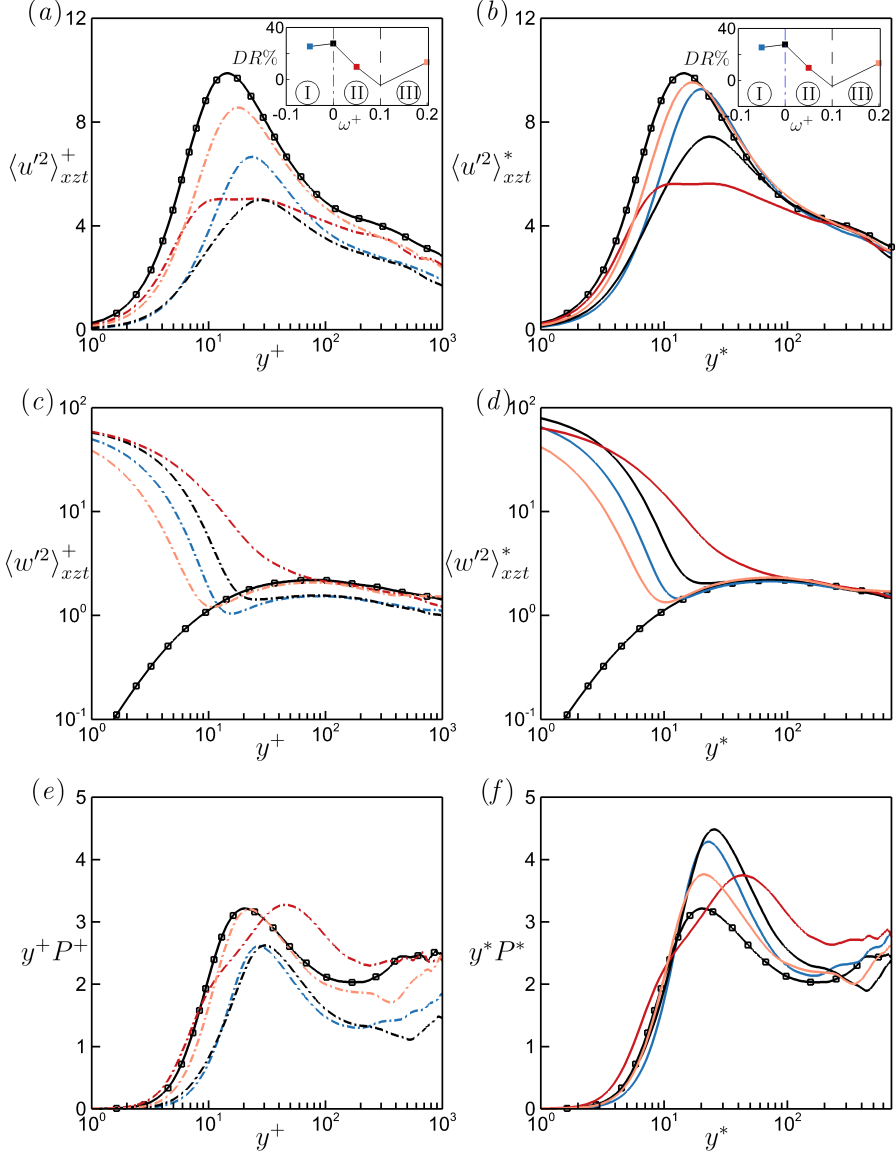 (a)
12
8
4
0
⟨u′2⟩⁺xzt
10⁰ 10¹ 10² 10³
y⁺
DR%
40
0
I II III
-0.1 0 0.1 0.2
ω⁺
(b)
12
8
4
0
⟨u′2⟩*xzt
10⁰ 10¹ 10²
y*
DR%
40
0
I II III
-0.1 0 0.1 0.2
ω⁺
(c)
10²
10¹
10⁰
10⁻¹
⟨w′2⟩⁺xzt
10⁰ 10¹ 10² 10³
y⁺
(d)
10²
10¹
10⁰
10⁻¹
⟨w′2⟩*xzt
10⁰ 10¹ 10²
y*
(e)
5
4
3
2
1
0
y⁺P⁺
10⁰ 10¹ 10² 10³
y⁺
(f)
5
4
3
2
1
0
y*P*
10⁰ 10¹ 10²
y*